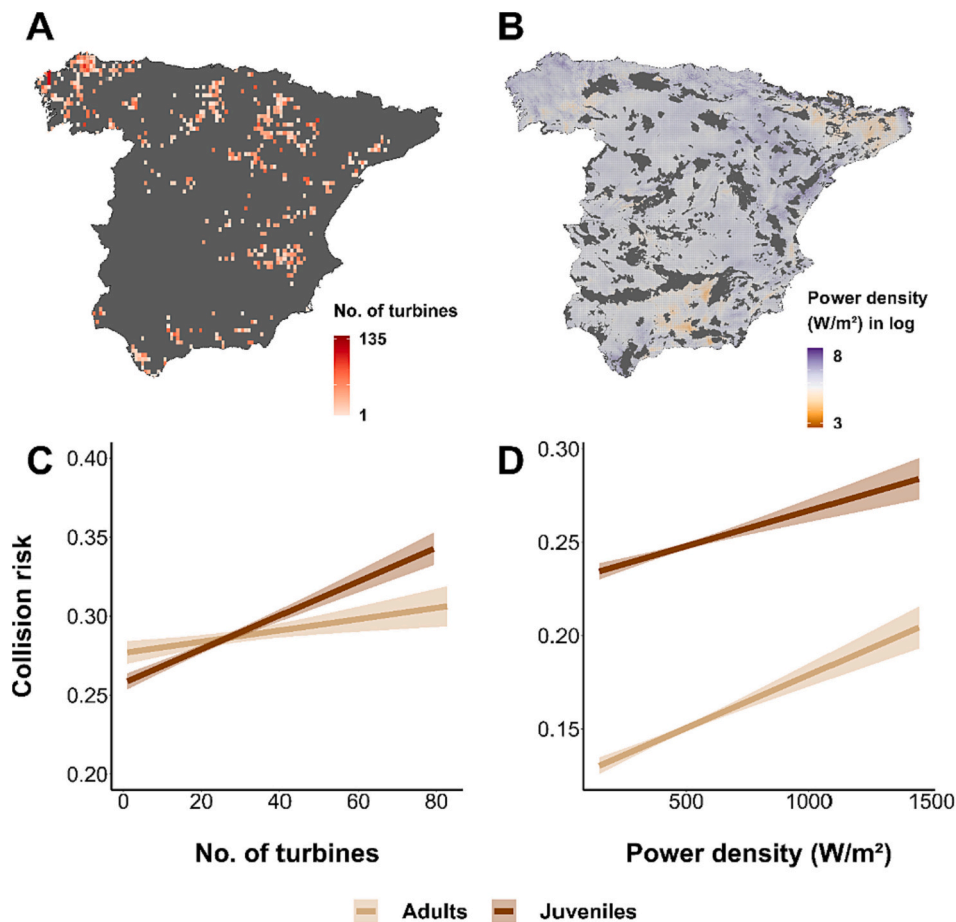 A
B
No. of turbines
135
1
Power density
(W/m²) in log
8
3
C
D
Collision risk
0.40
0.35
0.30
0.25
0.20
0.30
0.25
0.20
0.15
0 20 40 60 80
500 1000 1500
No. of turbines
Power density (W/m²)
Adults Juveniles